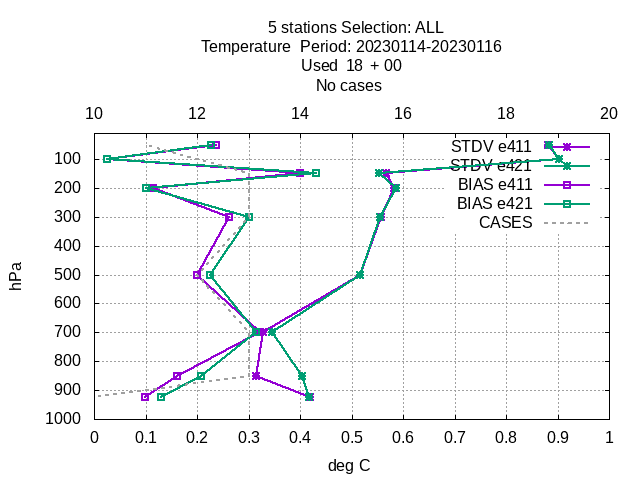 5 stations Selection: ALL
Temperature  Period: 20230114-20230116
Used  18  + 00
No cases
10 12 14 16 18 20
STDV e411
STDV e421
BIAS e411
BIAS e421
CASES
100
200
300
400
500
600
700
800
900
1000
hPa
0 0.1 0.2 0.3 0.4 0.5 0.6 0.7 0.8 0.9 1
deg C